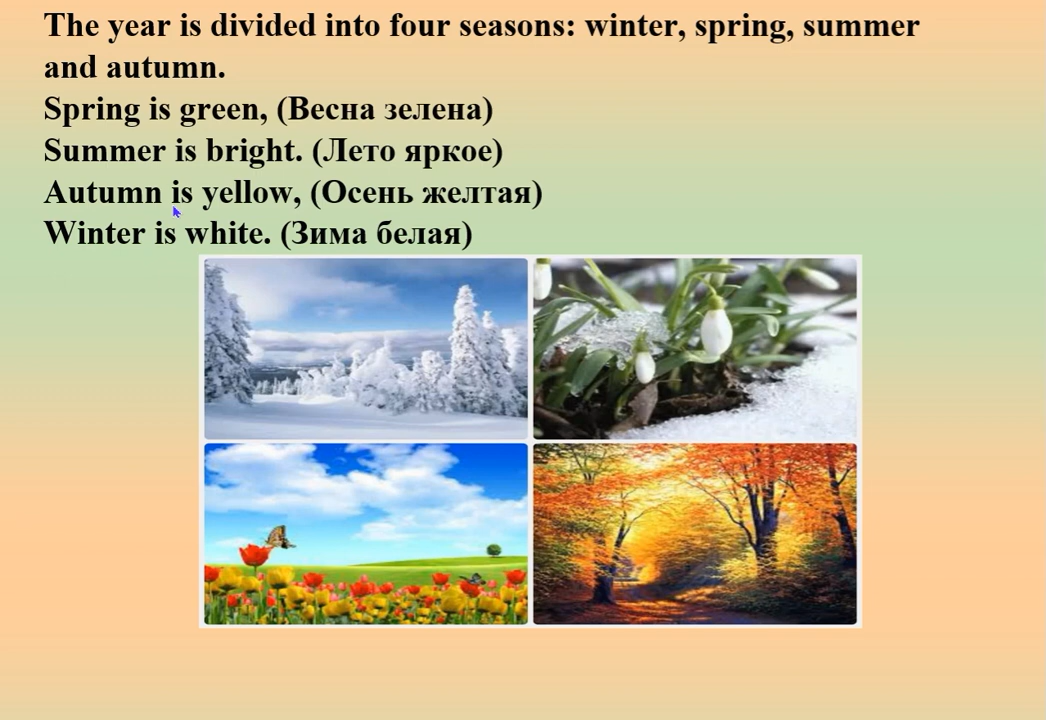 The year is divided into four seasons: winter, spring, summer
and autumn.
Spring is green, (Весна зелена)
Summer is bright. (Лето яркое)
Autumn is yellow, (Осень желтая)
Winter is white. (Зима белая)